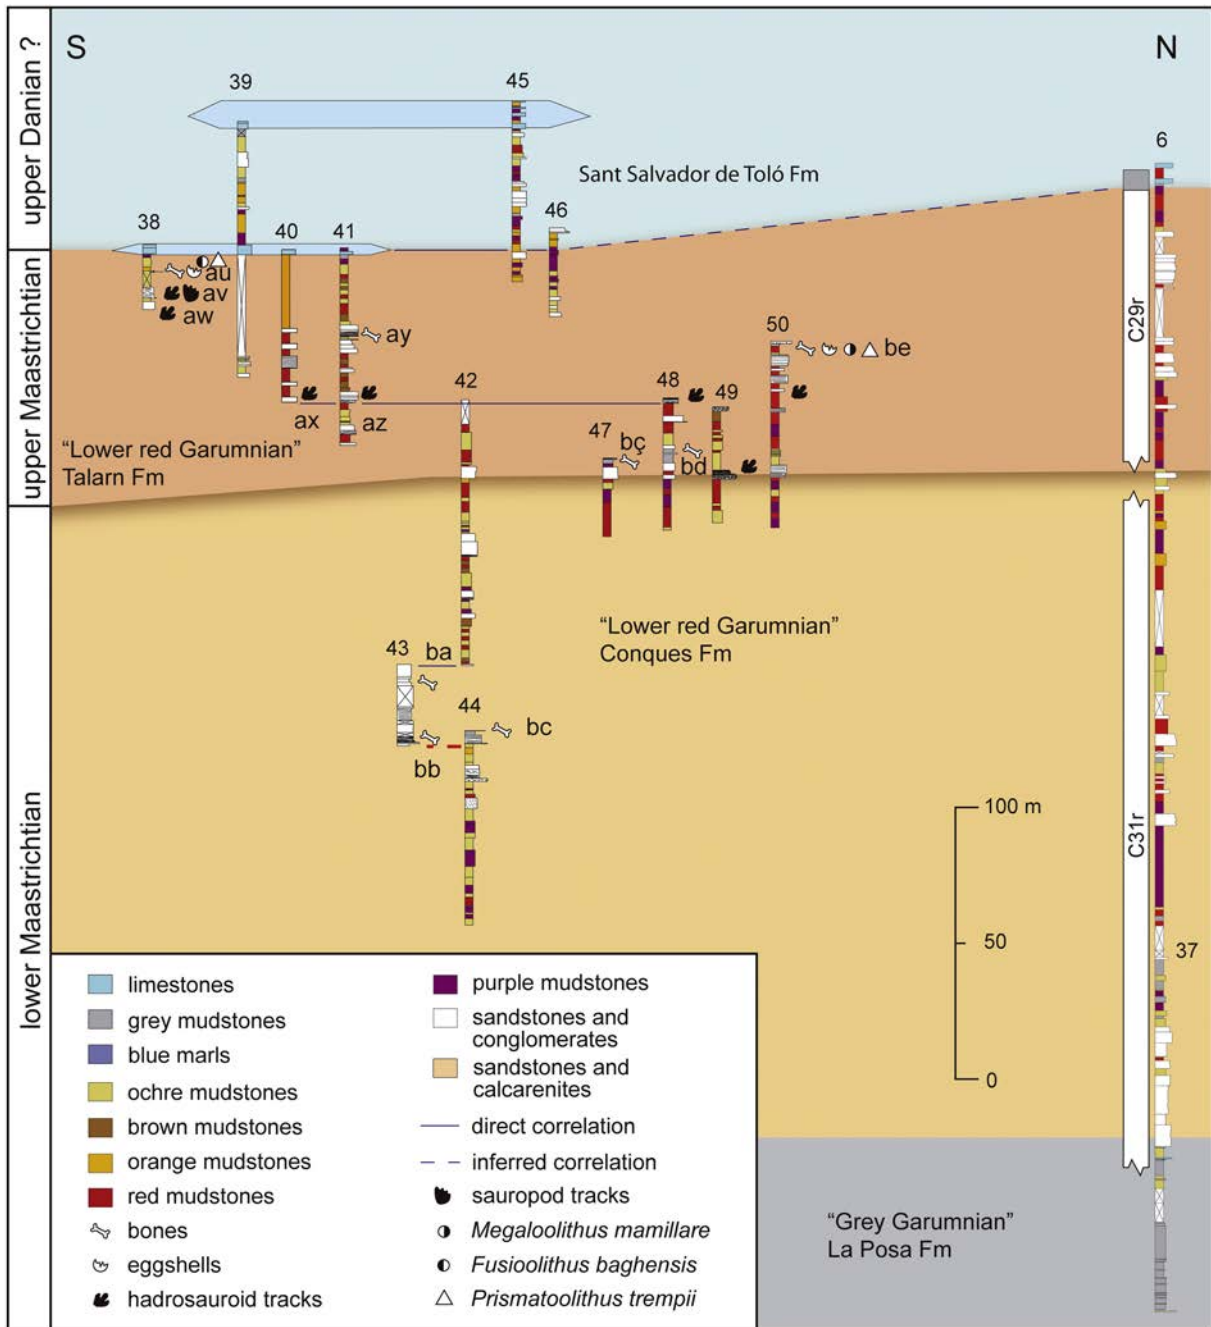 S
N
upper Danian ?
upper Maastrichtian
lower Maastrichtian
39
45
6
Sant Salvador de Toló Fm
46
38
40
41
au
av
aw
ay
50
be
C29r
42
48
49
ax
az
47
bç
bd
"Lower red Garumnian"
Talarn Fm
"Lower red Garumnian"
Conques Fm
43
ba
44
bc
bb
100 m
50
0
C31r
37
"Grey Garumnian"
La Posa Fm
limestones
grey mudstones
blue marls
ochre mudstones
brown mudstones
orange mudstones
red mudstones
bones
eggshells
hadrosauroid tracks
purple mudstones
sandstones and
conglomerates
sandstones and
calcarenites
direct correlation
inferred correlation
sauropod tracks
Megaloolithus mamillare
Fusioolithus baghensis
Prismatoolithus trempii